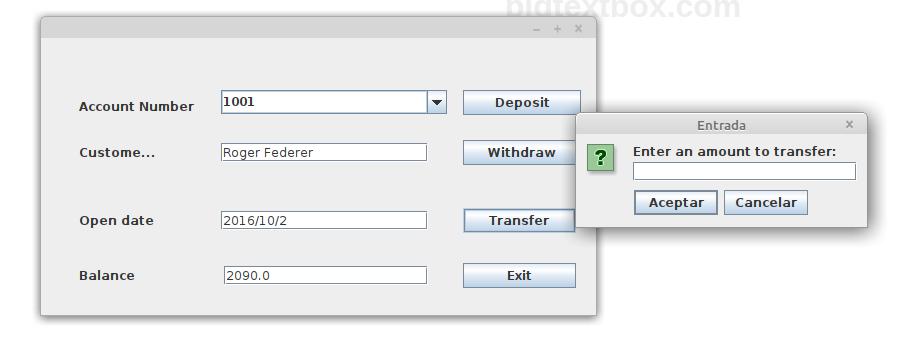 bigtextbox.com
Account Number
1001
Deposit
Custome...
Roger Federer
Withdraw
Open date
2016/10/2
Transfer
Balance
2090.0
Exit
Entrada
?
Enter an amount to transfer:
Aceptar
Cancelar